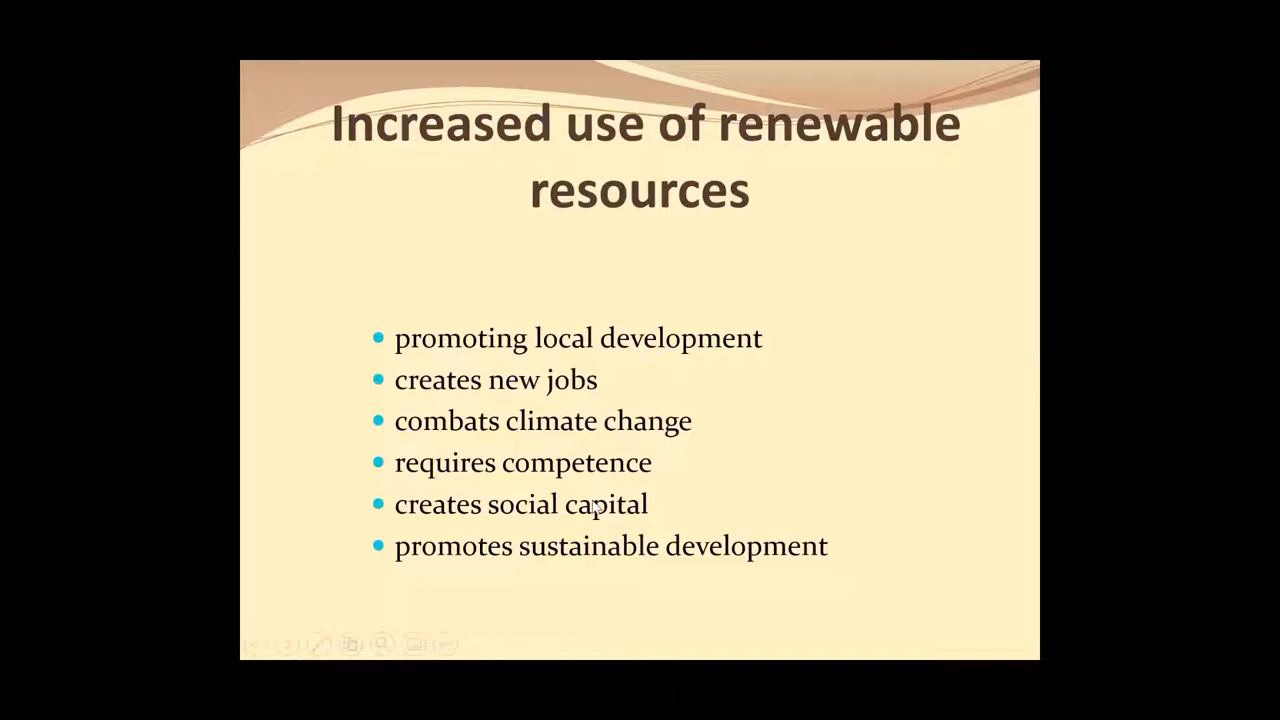 Increased use of renewable
resources
promoting local development
creates new jobs
combats climate change
requires competence
creates social capital
promotes sustainable development